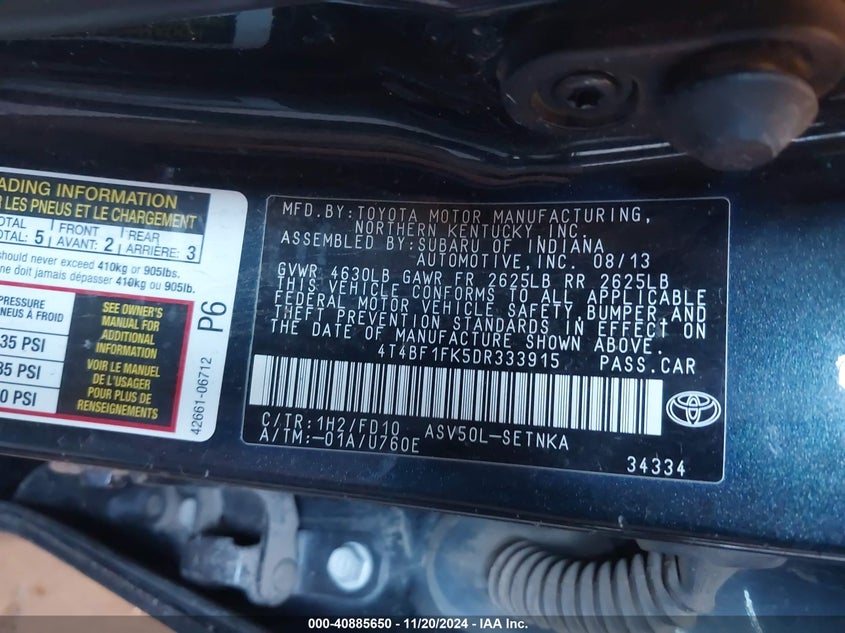 ADING INFORMATION
R LES PNEUS ET LE CHARGEMENT
OTAL FRONT REAR
OTAL: 5 AVANT: 2 ARRIÈRE: 3
should never exceed 410kg or 905lbs.
ne doit jamais dépasser 410kg ou 905lb.
PRESSURE
NEUS À FROID
35 PSI
35 PSI
0 PSI
SEE OWNER'S
MANUAL FOR
ADDITIONAL
INFORMATION
VOIR LE MANUEL
DE L'USAGER
POUR PLUS DE
RENSEIGNEMENTS
P6
42661-06712
MFD.BY:TOYOTA MOTOR MANUFACTURING,
NORTHERN KENTUCKY, INC.
ASSEMBLED BY:SUBARU OF INDIANA
AUTOMOTIVE,INC. 08/13
GVWR 4630LB GAWR FR 2625LB RR 2625LB
THIS VEHICLE CONFORMS TO ALL APPLICABLE
FEDERAL MOTOR VEHICLE SAFETY,BUMPER,AND
THEFT PREVENTION STANDARDS IN EFFECT ON
THE DATE OF MANUFACTURE SHOWN ABOVE.
4T4BF1FK5DR333915 PASS.CAR
C/TR:1H2/FD10 ASV50L-SETNKA
A/TM:-01A/U760E
34334
000-40885650 - 11/20/2024 - IAA Inc.